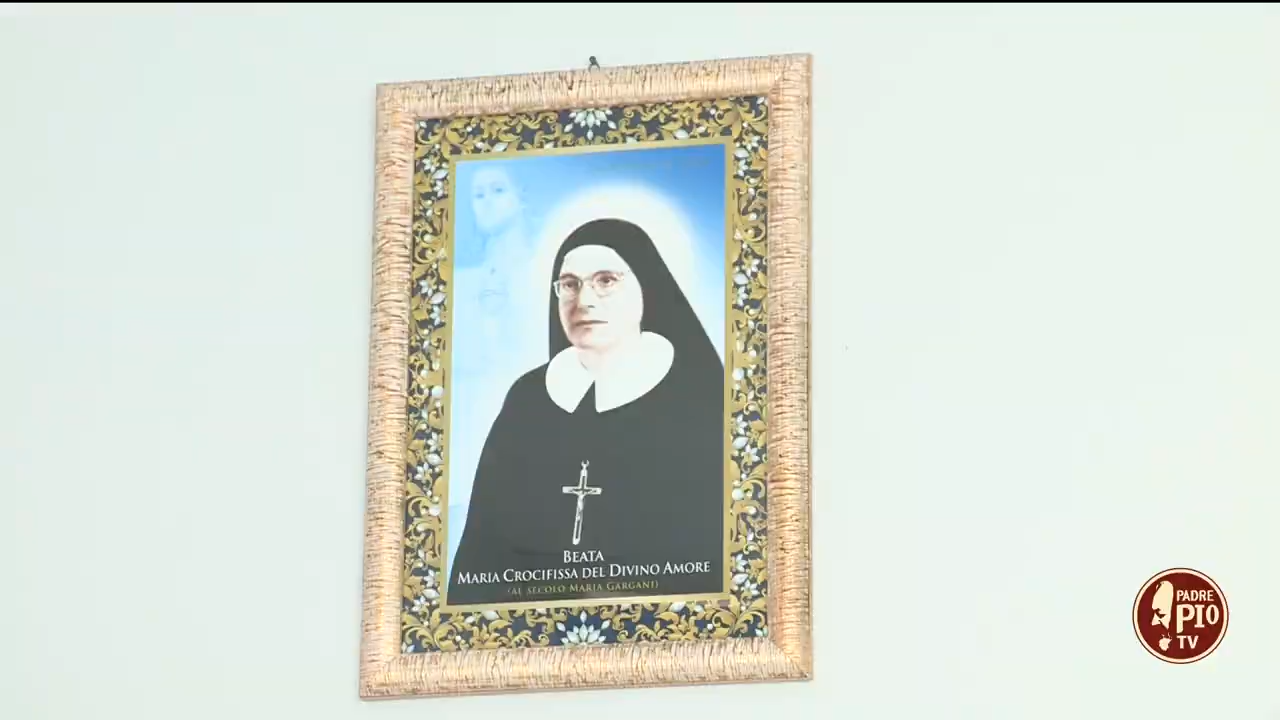 BEATA
MARIA CROCIFISSA DEL DIVINO AMORE
(AL SECOLO MARIA GARGANI)
PADRE
PIO
TV